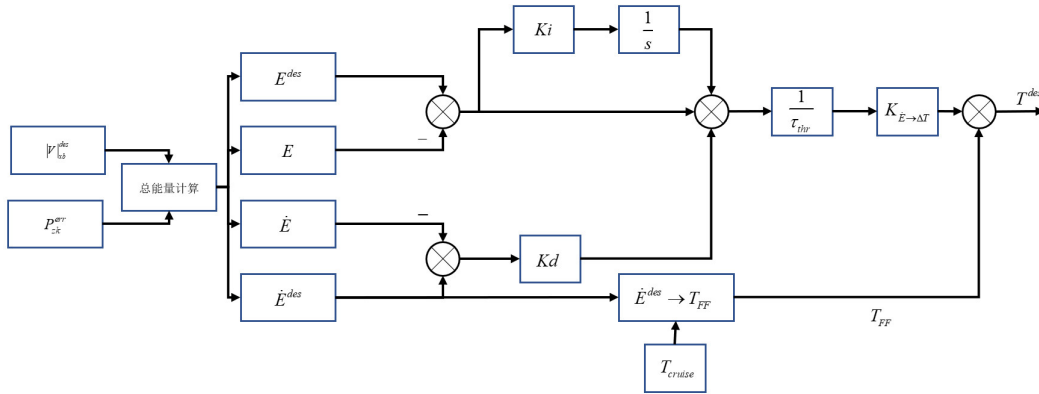 Ki
1/s
E^{des}
1/τ_{thr}
K_{Ė→ΔT}
T^{des}
−
|V|_{zb}^{des}
E
总能量计算
P_{zk}^{err}
Ė
−
Kd
Ė^{des}
Ė^{des} → T_{FF}
T_{FF}
T_{cruise}